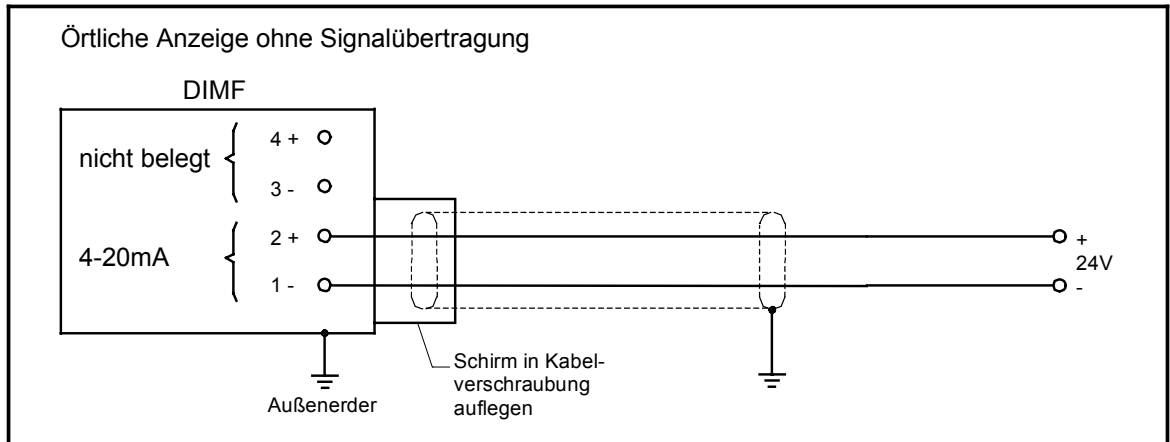 Örtliche Anzeige ohne Signalübertragung
DIMF
nicht belegt
4 +
3 -
4-20mA
2 +
1 -
+
24V
-
Außenerder
Schirm in Kabel-
verschraubung
auflegen